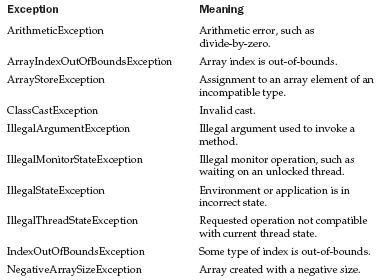 Exception Meaning
ArithmeticException Arithmetic error, such as
divide-by-zero.
ArrayIndexOutOfBoundsException Array index is out-of-bounds.
ArrayStoreException Assignment to an array element of an
incompatible type.
ClassCastException Invalid cast.
IllegalArgumentException Illegal argument used to invoke a
method.
IllegalMonitorStateException Illegal monitor operation, such as
waiting on an unlocked thread.
IllegalStateException Environment or application is in
incorrect state.
IllegalThreadStateException Requested operation not compatible
with current thread state.
IndexOutOfBoundsException Some type of index is out-of-bounds.
NegativeArraySizeException Array created with a negative size.